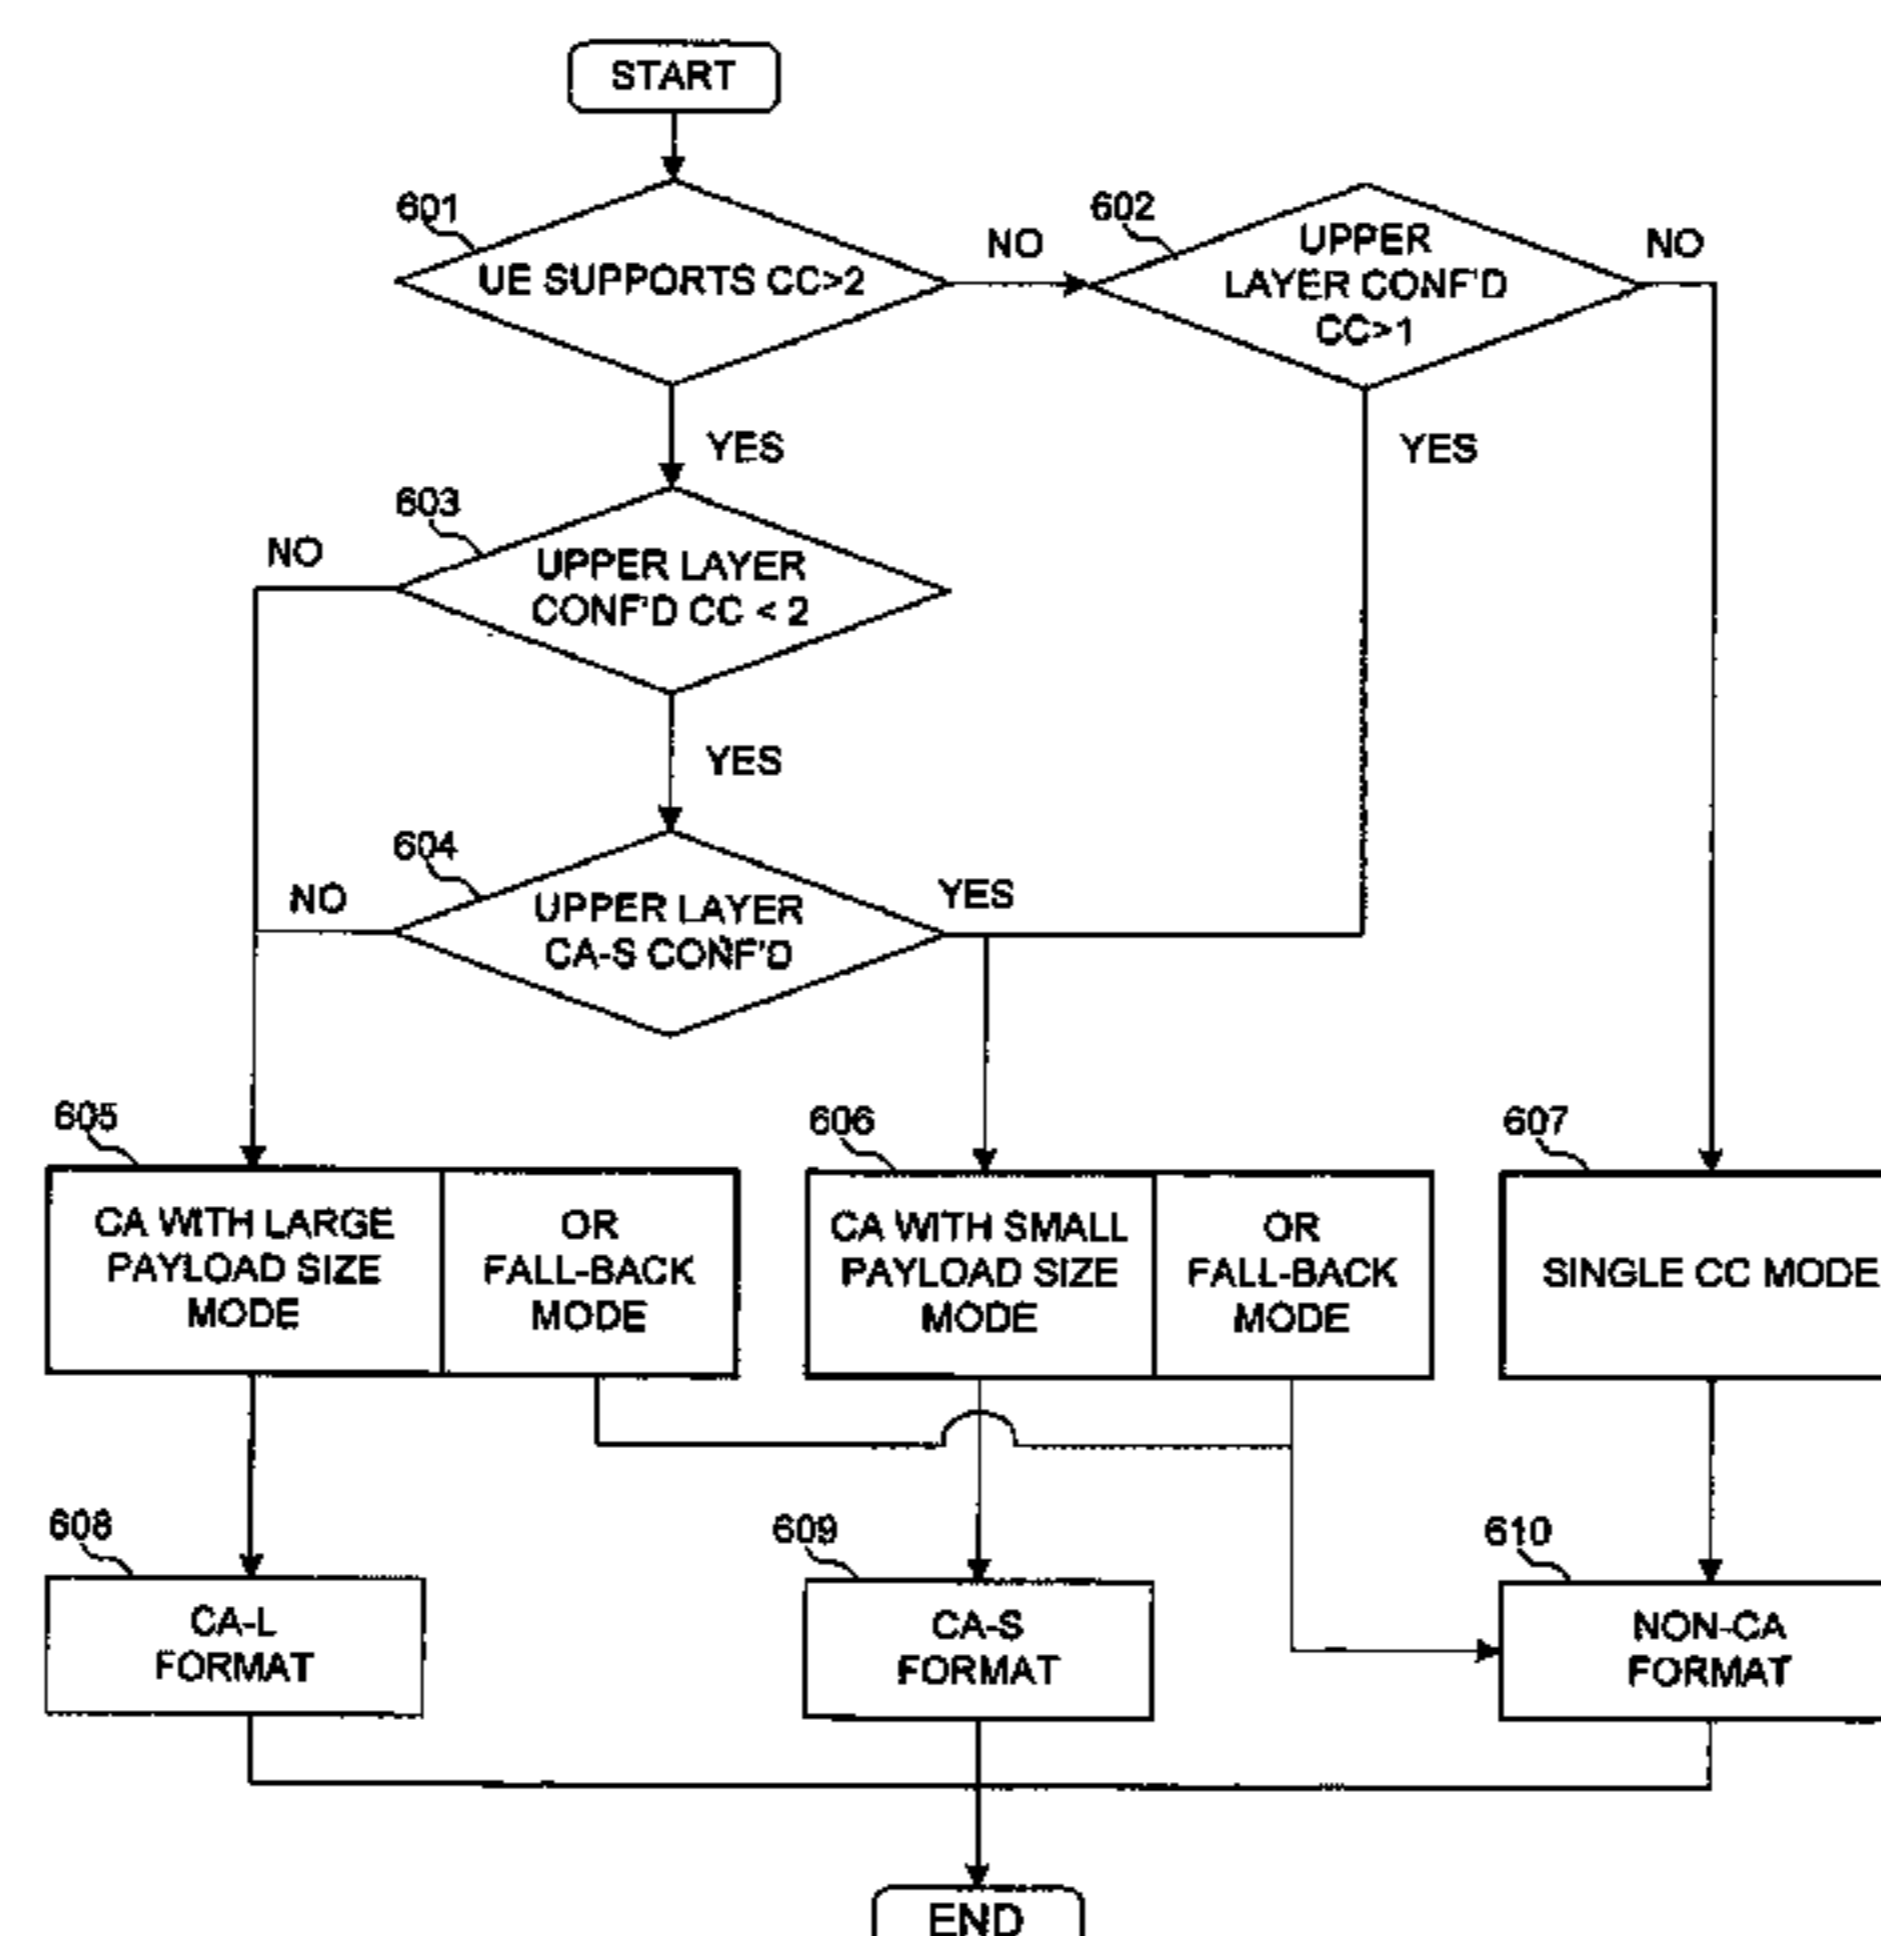 START
601
UE SUPPORTS CC>2
NO
602
UPPER
LAYER CONF'D
CC>1
NO
YES
YES
603
NO
UPPER LAYER
CONF'D CC < 2
YES
604
NO
UPPER LAYER
CA-S CONF'D
YES
605
CA WITH LARGE
PAYLOAD SIZE
MODE
OR
FALL-BACK
MODE
606
CA WITH SMALL
PAYLOAD SIZE
MODE
OR
FALL-BACK
MODE
607
SINGLE CC MODE
608
CA-L
FORMAT
609
CA-S
FORMAT
610
NON-CA
FORMAT
END